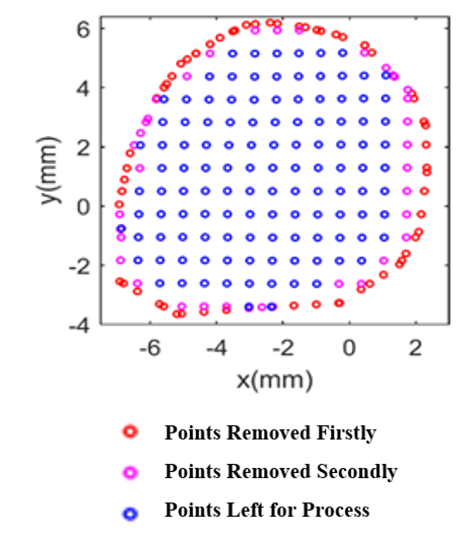 6
4
2
0
-2
-4
y(mm)
-6 -4 -2 0 2
x(mm)
Points Removed Firstly
Points Removed Secondly
Points Left for Process